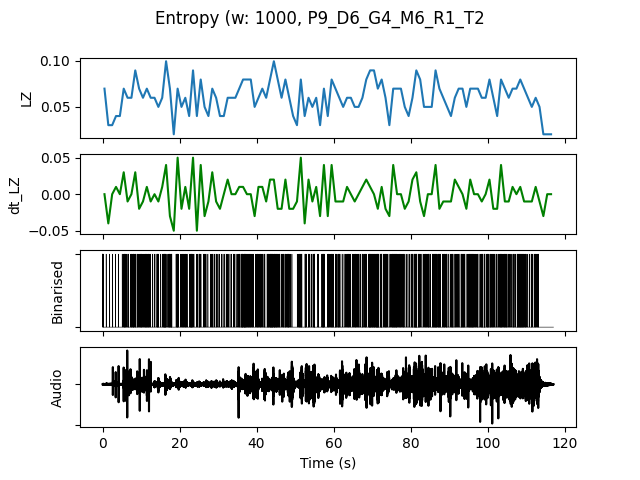 Entropy (w: 1000, P9_D6_G4_M6_R1_T2
0.10
0.05
LZ
0.05
0.00
−0.05
dt_LZ
Binarised
Audio
0 20 40 60 80 100 120
Time (s)